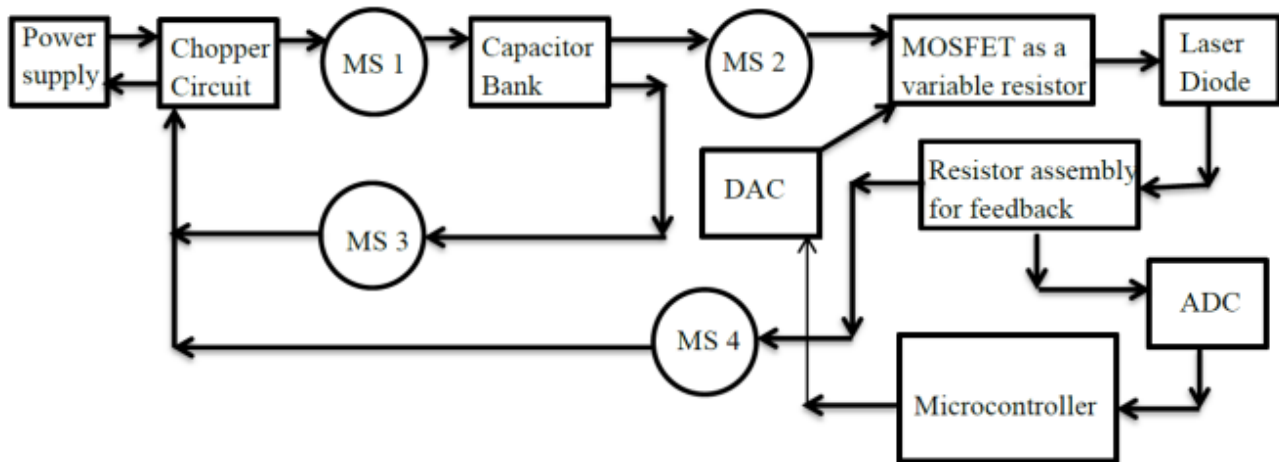 Power
supply
Chopper
Circuit
MS 1
Capacitor
Bank
MS 2
MOSFET as a
variable resistor
Laser
Diode
DAC
Resistor assembly
for feedback
MS 3
ADC
MS 4
Microcontroller